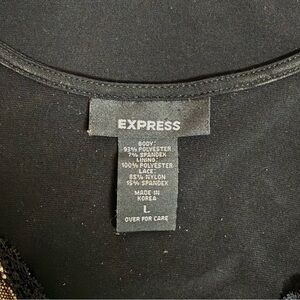 EXPRESS
BODY:
93% POLYESTER
7% SPANDEX
LINING:
100% POLYESTER
LACE:
85% NYLON
15% SPANDEX
MADE IN
KOREA
L
OVER FOR CARE